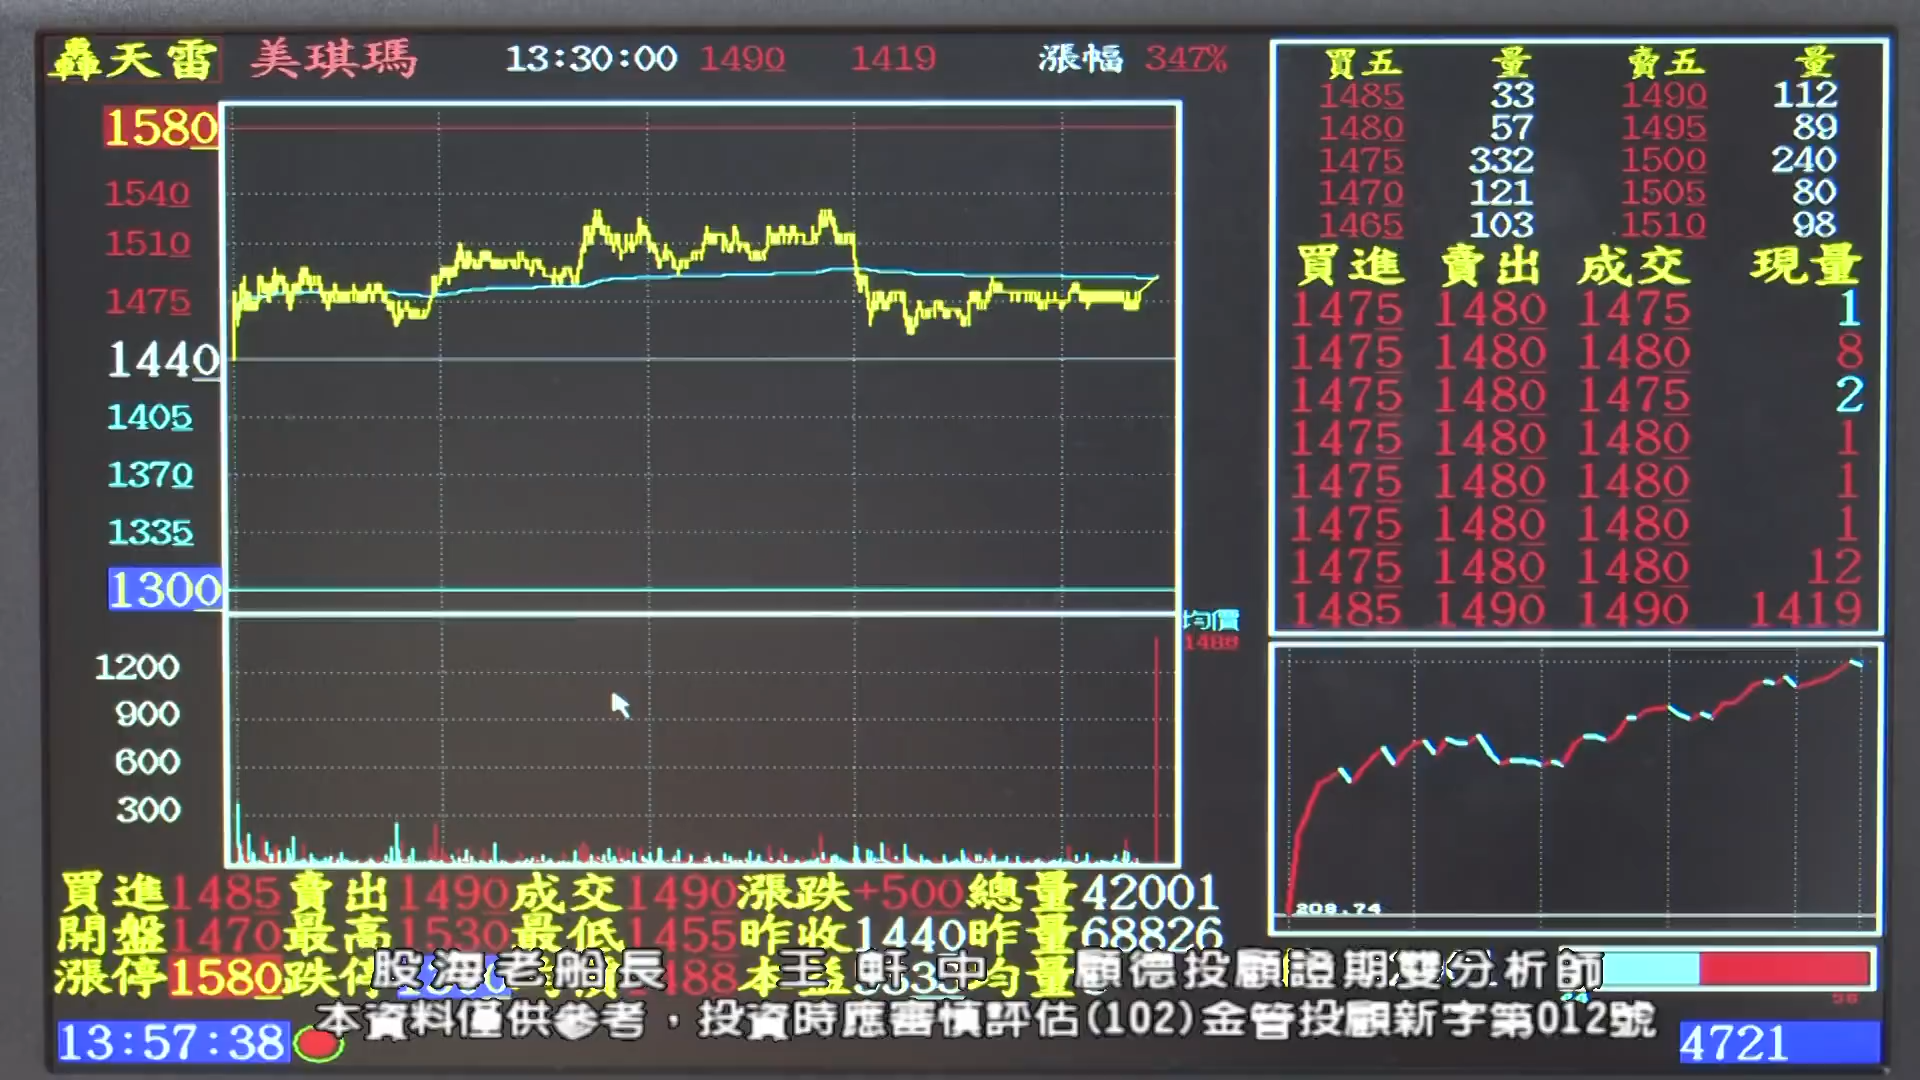 轟天雷 美琪瑪 13:30:00 1490 1419 漲幅 347%
1580
1540
1510
1475
1440
1405
1370
1335
1300
均價
1488
1200
900
600
300
買五 量 賣五 量
1485 33 1490 112
1480 57 1495 89
1475 332 1500 240
1470 121 1505 80
1465 103 1510 98
買進 賣出 成交 現量
1475 1480 1475 1
1475 1480 1480 8
1475 1480 1475 2
1475 1480 1480 1
1475 1480 1480 1
1475 1480 1480 1
1475 1480 1480 12
1485 1490 1490 1419
208.74
買進1485賣出1490成交1490漲跌+500總量42001
開盤1470最高1530最低1455昨收1440昨量68826
漲停1580跌停
股海老船長 王軒中 顧德投顧證期雙分析師
本資料僅供參考,投資時應審慎評估(102)金管投顧新字第012號
13:57:38
4721